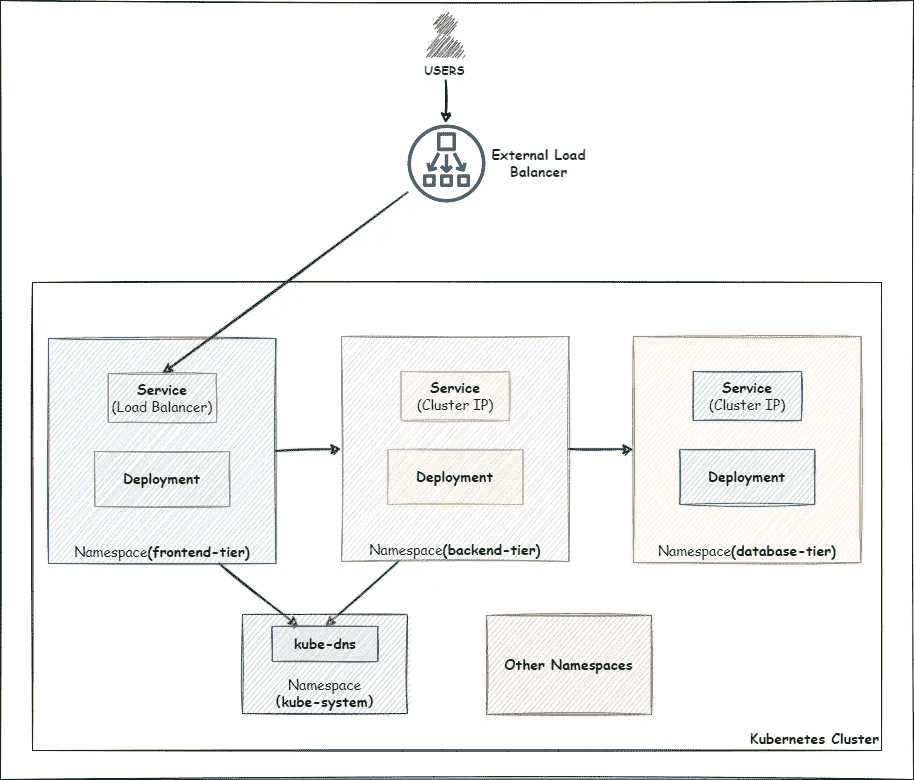 USERS
External Load
Balancer
Service
(Load Balancer)
Deployment
Namespace(frontend-tier)
Service
(Cluster IP)
Deployment
Namespace(backend-tier)
Service
(Cluster IP)
Deployment
Namespace(database-tier)
kube-dns
Namespace
(kube-system)
Other Namespaces
Kubernetes Cluster